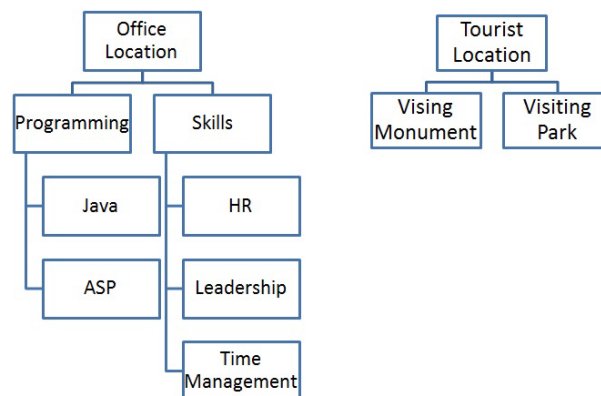 Office
Location
Programming
Skills
Java
HR
ASP
Leadership
Time
Management
Tourist
Location
Vising
Monument
Visiting
Park